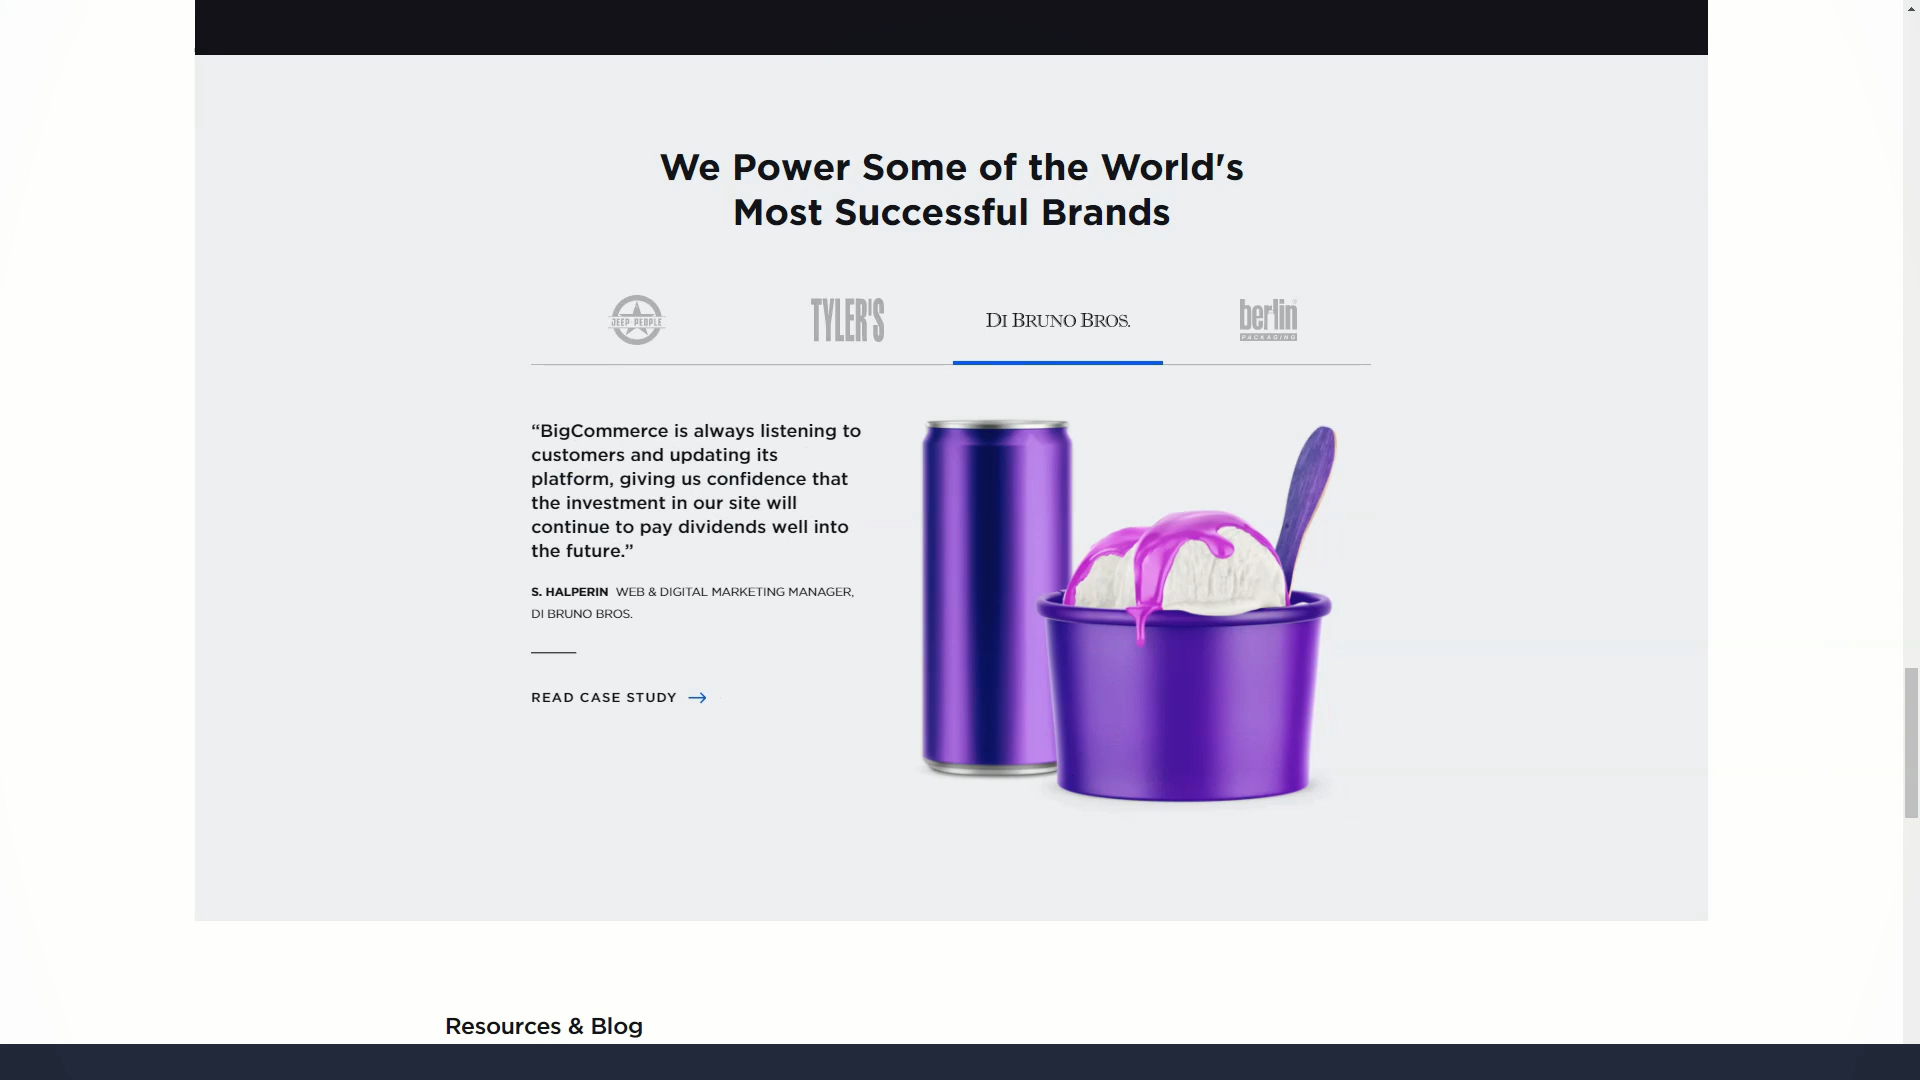 We Power Some of the World's
Most Successful Brands
JEEP PEOPLE
TYLER'S
DI BRUNO BROS.
berlin
PACKAGING
“BigCommerce is always listening to
customers and updating its
platform, giving us confidence that
the investment in our site will
continue to pay dividends well into
the future.”
S. HALPERIN WEB & DIGITAL MARKETING MANAGER,
DI BRUNO BROS.
READ CASE STUDY
Resources & Blog